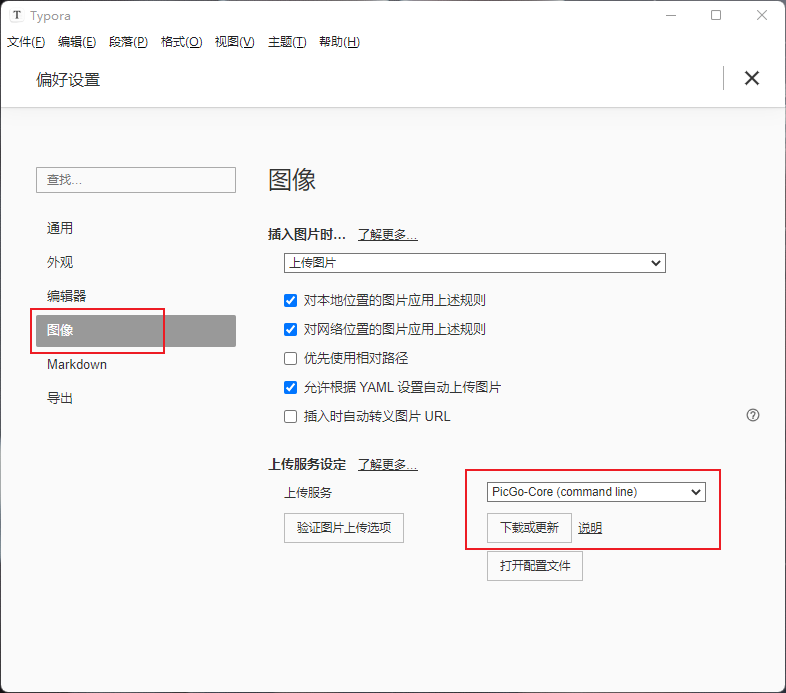 T Typora
文件(F) 编辑(E) 段落(P) 格式(O) 视图(V) 主题(T) 帮助(H)
偏好设置
查找...
通用
外观
编辑器
图像
Markdown
导出
图像
插入图片时... 了解更多...
上传图片
对本地位置的图片应用上述规则
对网络位置的图片应用上述规则
优先使用相对路径
允许根据 YAML 设置自动上传图片
插入时自动转义图片 URL
上传服务设定 了解更多...
上传服务 PicGo-Core (command line)
验证图片上传选项 下载或更新 说明
打开配置文件